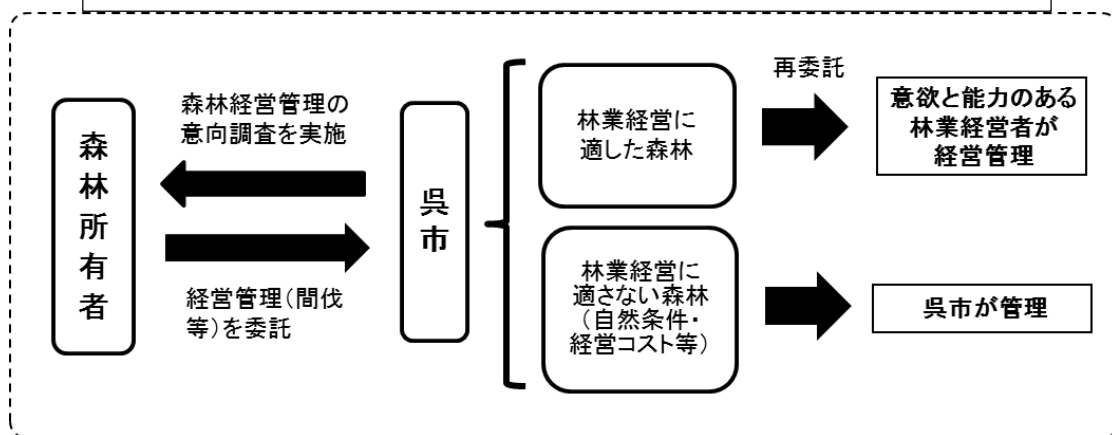 森林所有者
森林経営管理の
意向調査を実施
経営管理(間伐
等)を委託
呉市
林業経営に
適した森林
林業経営に
適さない森林
(自然条件・
経営コスト等)
再委託
意欲と能力のある
林業経営者が
経営管理
呉市が管理